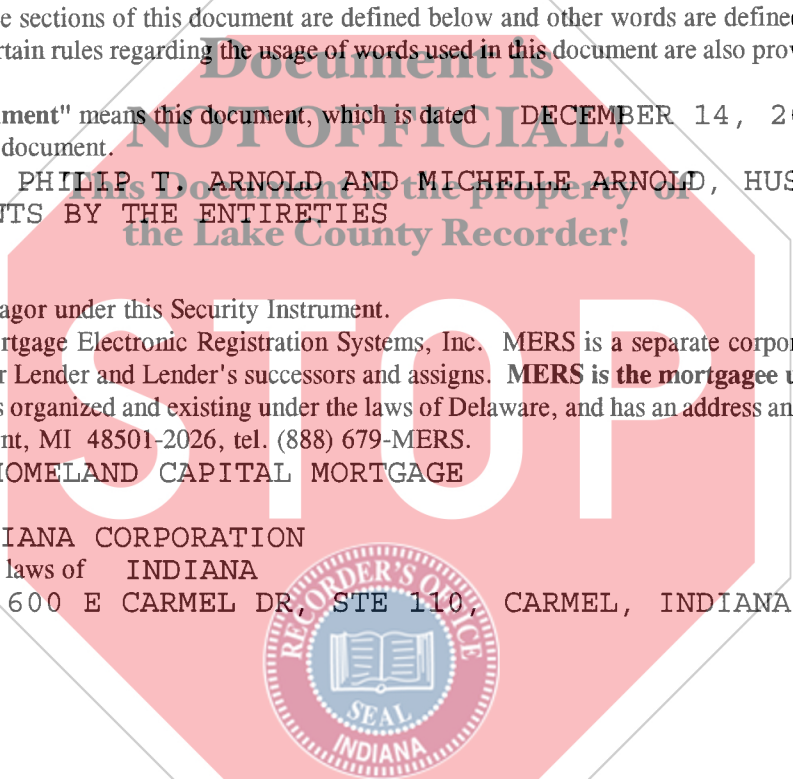 e sections of this document are defined below and other words are define
rtain rules regarding the usage of words used in this document are also prov
Document is
ment" means this document, which is dated DECEMBER 14, 2
NOT OFFICIAL!
document.
PHILIP T. ARNOLD AND MICHELLE ARNOLD, HUS
This Document is the property of
NTS BY THE ENTIRETIES
the Lake County Recorder!
agor under this Security Instrument.
rtgage Electronic Registration Systems, Inc. MERS is a separate corpor
r Lender and Lender's successors and assigns. MERS is the mortgagee u
s organized and existing under the laws of Delaware, and has an address an
nt, MI 48501-2026, tel. (888) 679-MERS.
STOP
HOMELAND CAPITAL MORTGAGE
IANA CORPORATION
laws of INDIANA
600 E CARMEL DR, STE 110, CARMEL, INDIANA
RECORDER'S OFFICE
SEAL
INDIANA